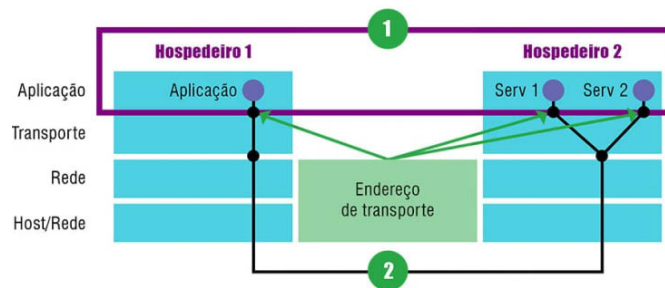 1
Hospedeiro 1
Hospedeiro 2
Aplicação
Aplicação
Serv 1
Serv 2
Transporte
Rede
Endereço
de transporte
Host/Rede
2